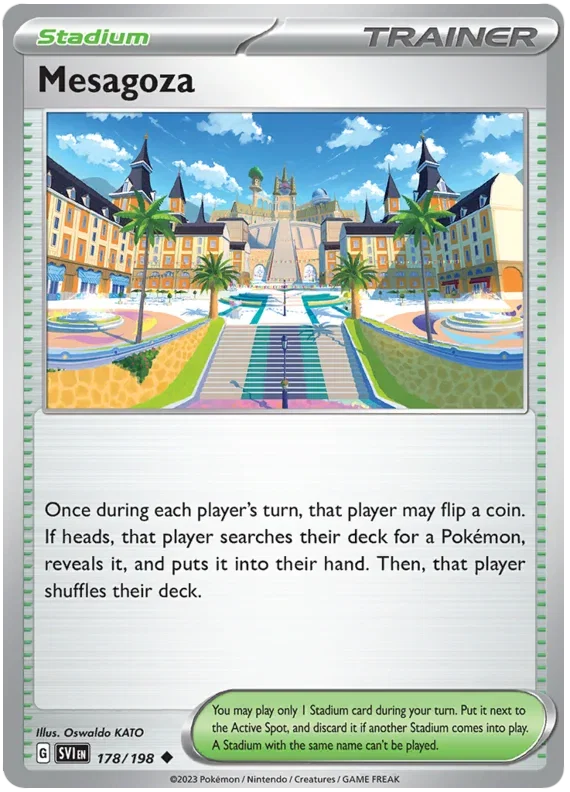 Stadium
TRAINER
Mesagoza
Once during each player's turn, that player may flip a coin.
If heads, that player searches their deck for a Pokémon,
reveals it, and puts it into their hand. Then, that player
shuffles their deck.
You may play only 1 Stadium card during your turn. Put it next to
the Active Spot, and discard it if another Stadium comes into play.
A Stadium with the same name can't be played.
Illus. Oswaldo KATO
G SVI EN 178/198 ◆
©2023 Pokémon / Nintendo / Creatures / GAME FREAK